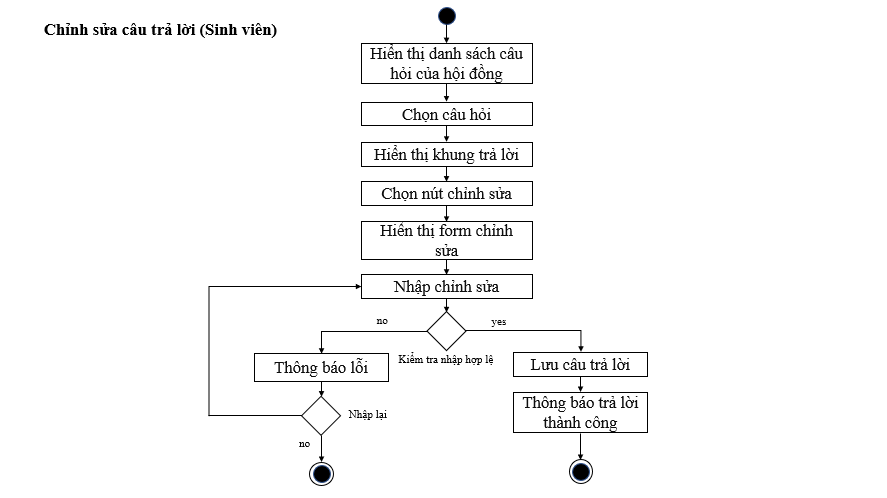 Chỉnh sửa câu trả lời (Sinh viên)
Hiển thị danh sách câu
hỏi của hội đồng
Chọn câu hỏi
Hiển thị khung trả lời
Chọn nút chỉnh sửa
Hiển thị form chỉnh
sửa
Nhập chỉnh sửa
no
yes
Kiểm tra nhập hợp lệ
Thông báo lỗi
Lưu câu trả lời
Nhập lại
Thông báo trả lời
thành công
no